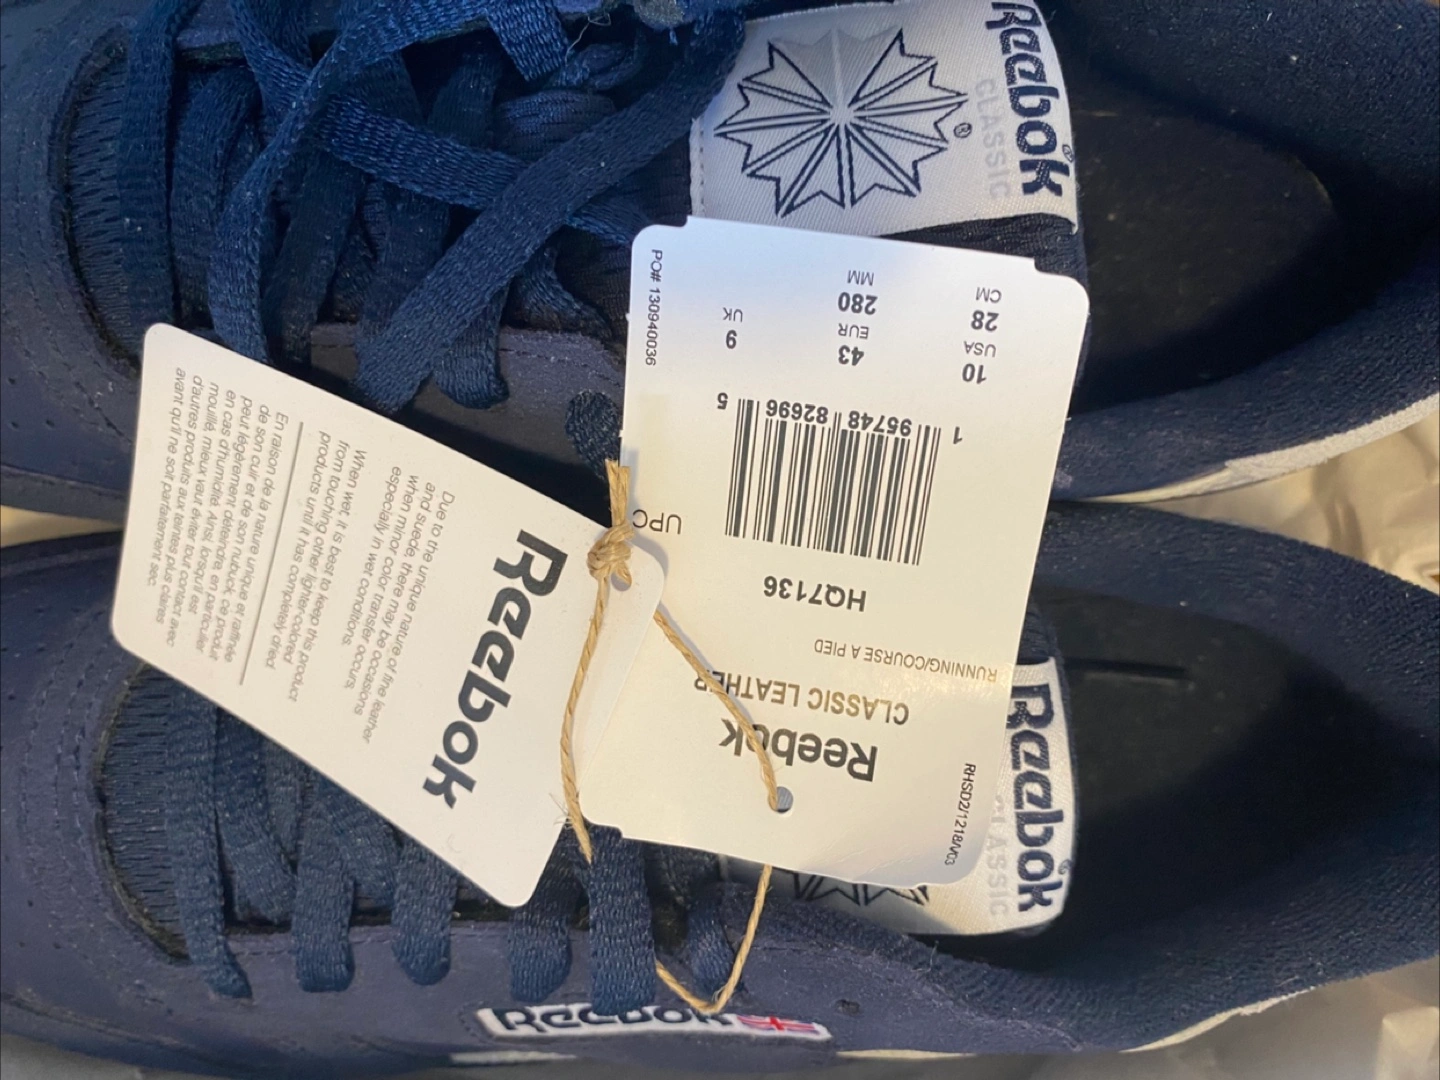 Reebok
CLASSIC
Reebok
CLASSIC LEATHER
RUNNING/COURSE A PIED
HQ7136
UPC
1 95748 82696 5
10 43 9
USA EUR UK
28 280
CM MM
PO# 130940036
RHSD2/1218/V03
Reebok
Due to the unique nature of fine leather
and suede, there may be occasions
when minor color transfer occurs,
especially in wet conditions.
When wet, it is best to keep this product
from touching other lighter-colored
products until it has completely dried.
En raison de la nature unique et raffinée
de son cuir et de son nubuck, ce produit
peut légèrement déteindre, en particulier
en cas d'humidité. Ainsi, lorsqu'il est
mouillé, mieux vaut éviter tout contact avec
d'autres produits aux teintes plus claires
avant qu'il ne soit parfaitement sec.
Reebok
CLASSIC
Reebok